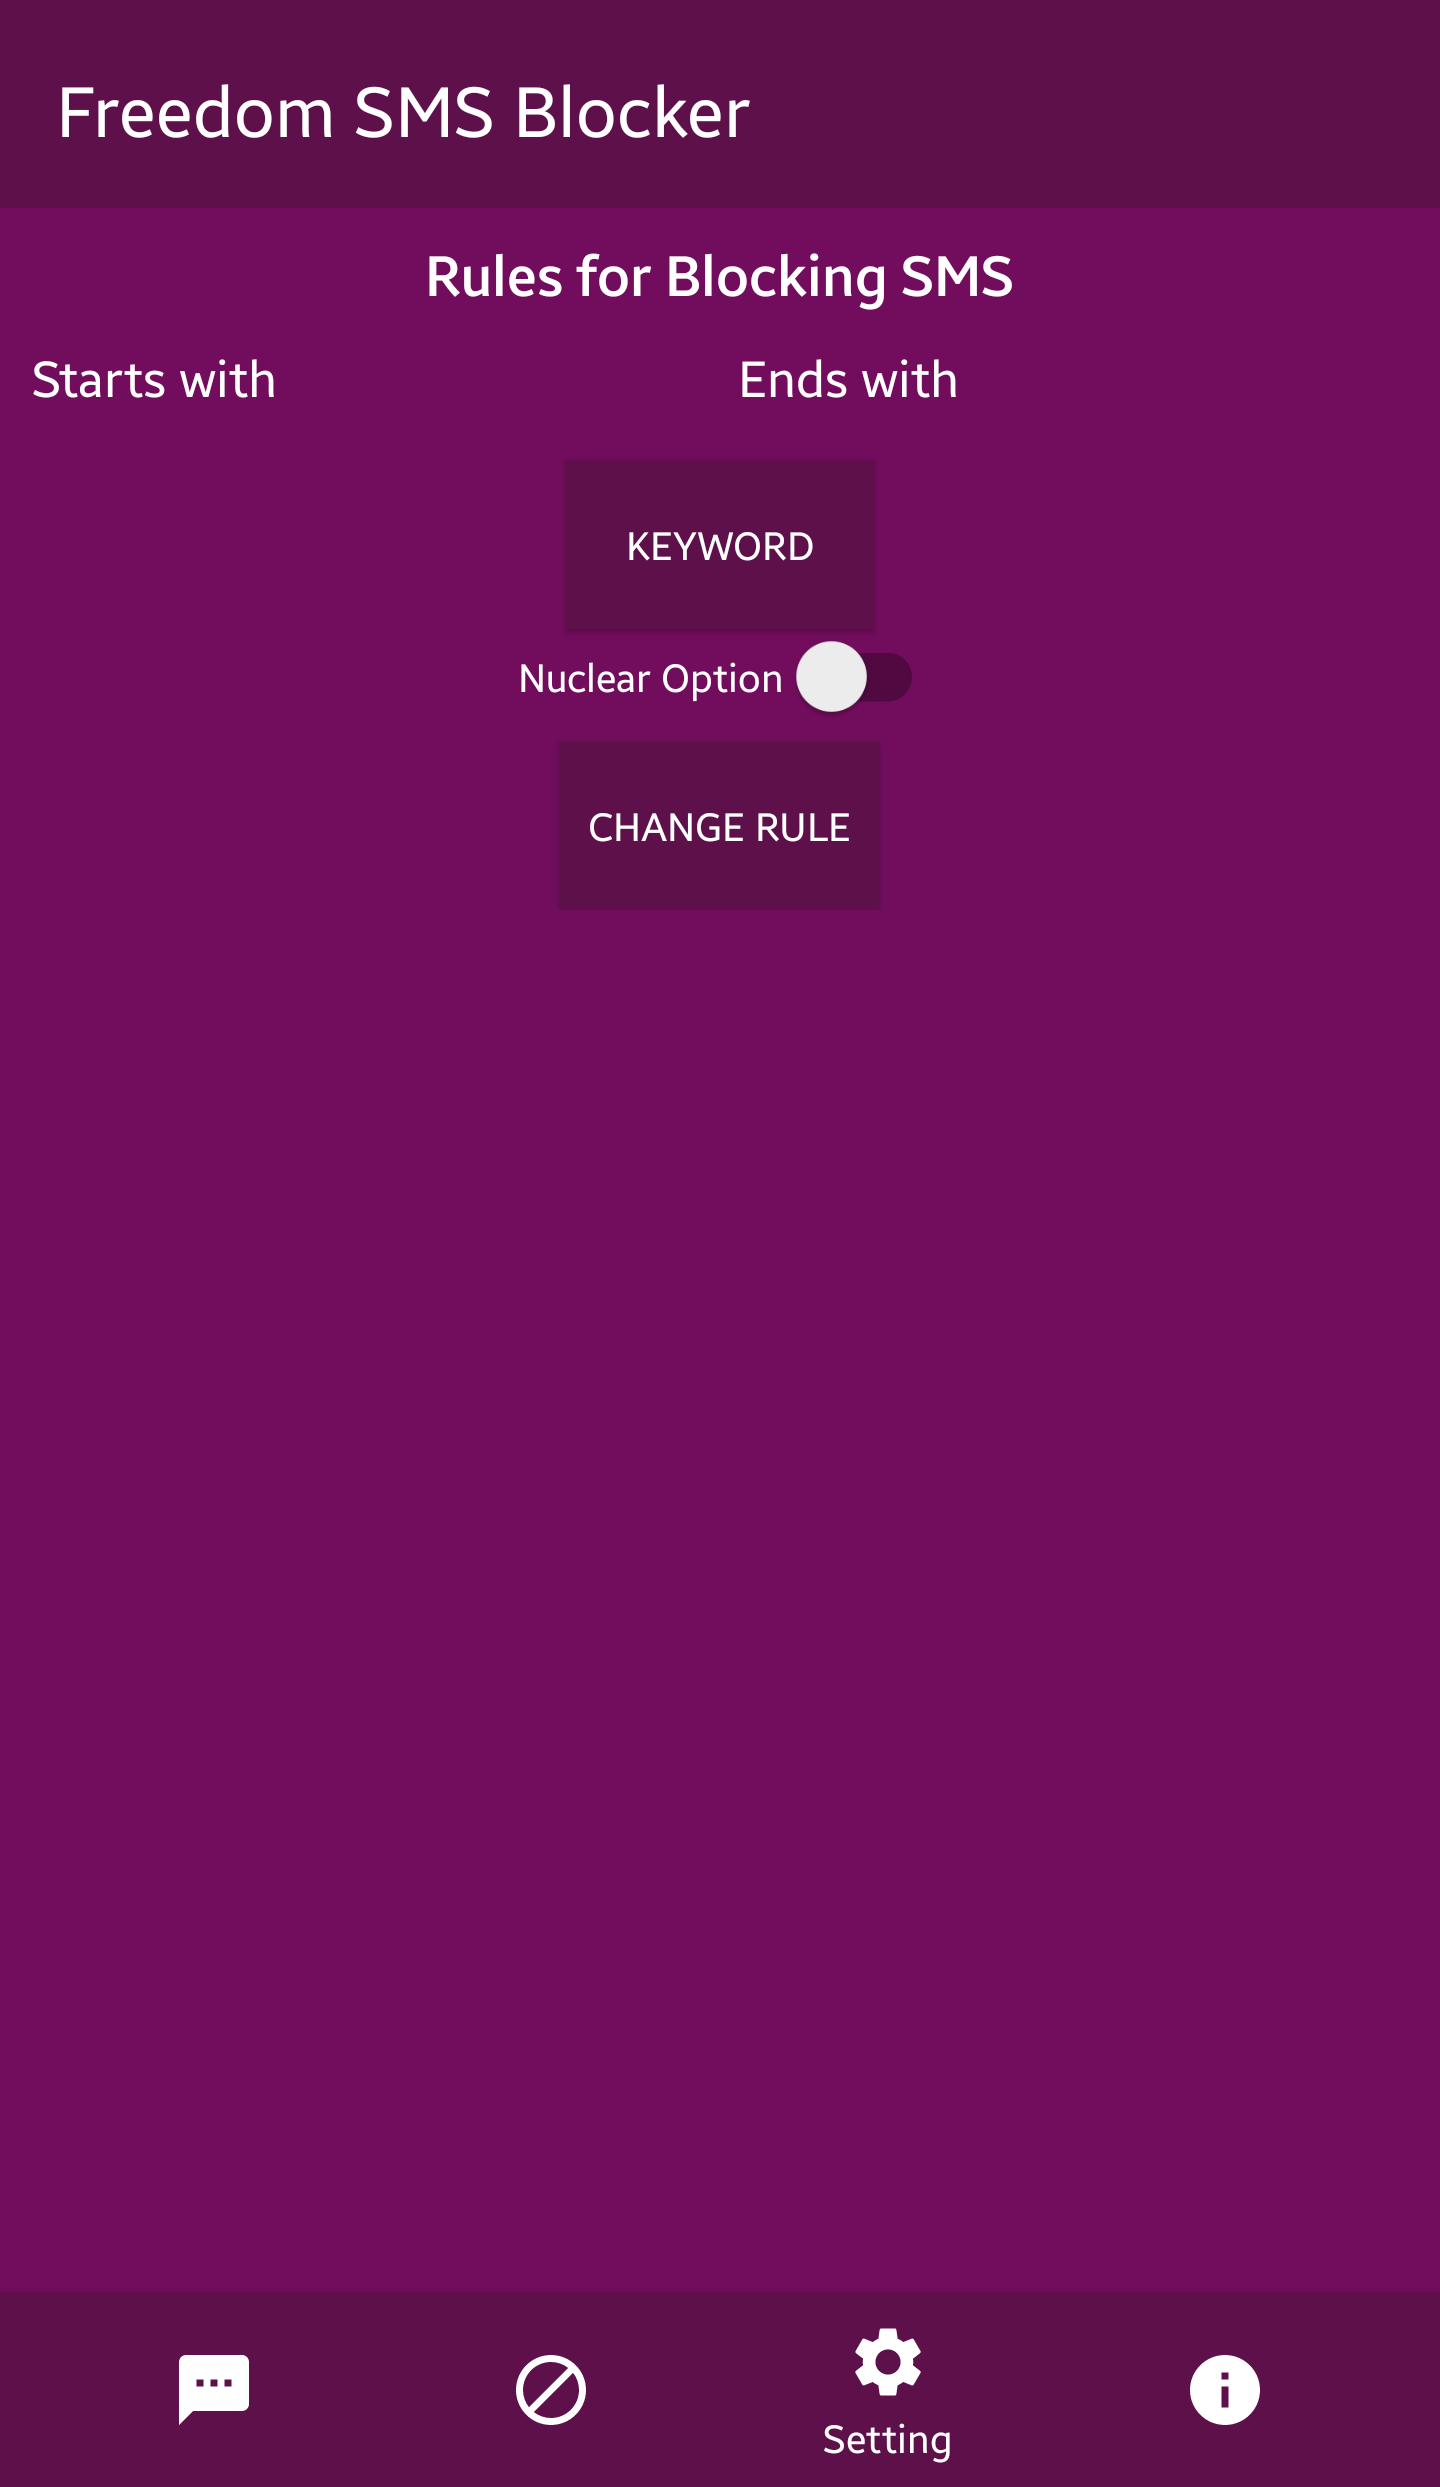 Freedom SMS Blocker
Rules for Blocking SMS
Starts with
Ends with
KEYWORD
Nuclear Option
CHANGE RULE
Setting